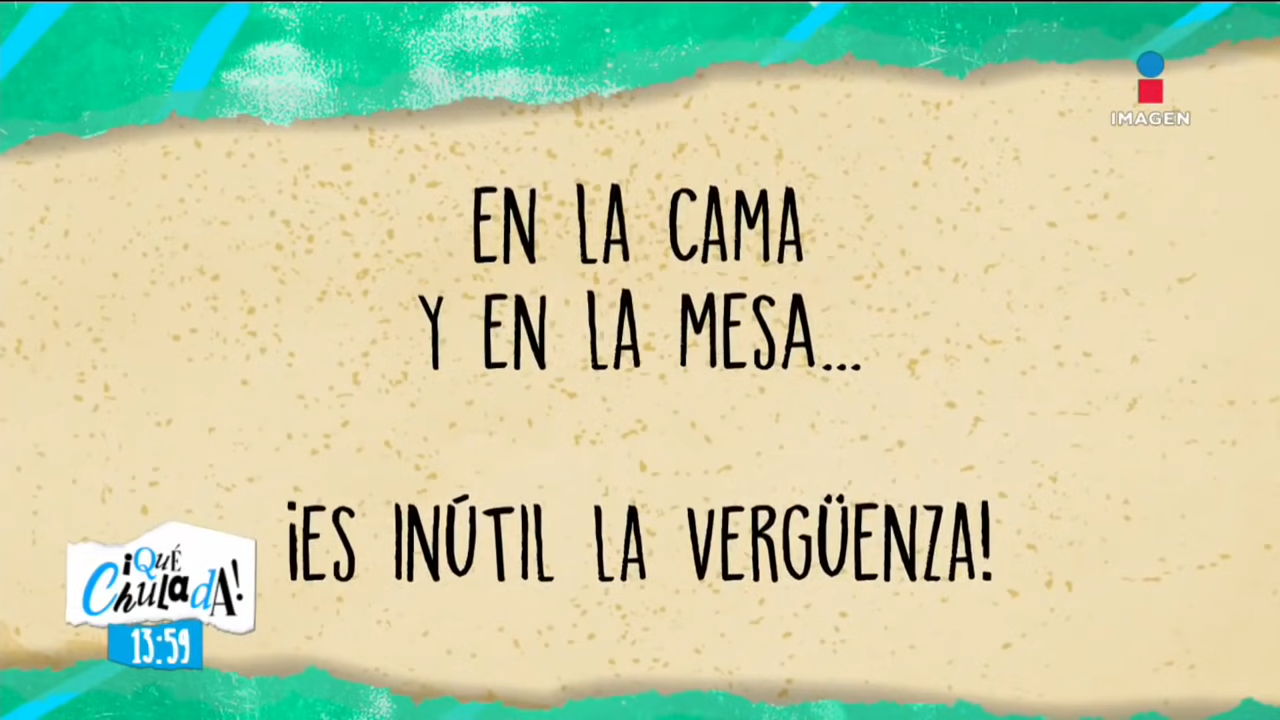 IMAGEN
EN LA CAMA
Y EN LA MESA...
¡ES INÚTIL LA VERGÜENZA!
¡QUÉ
CHULADA!
13:59